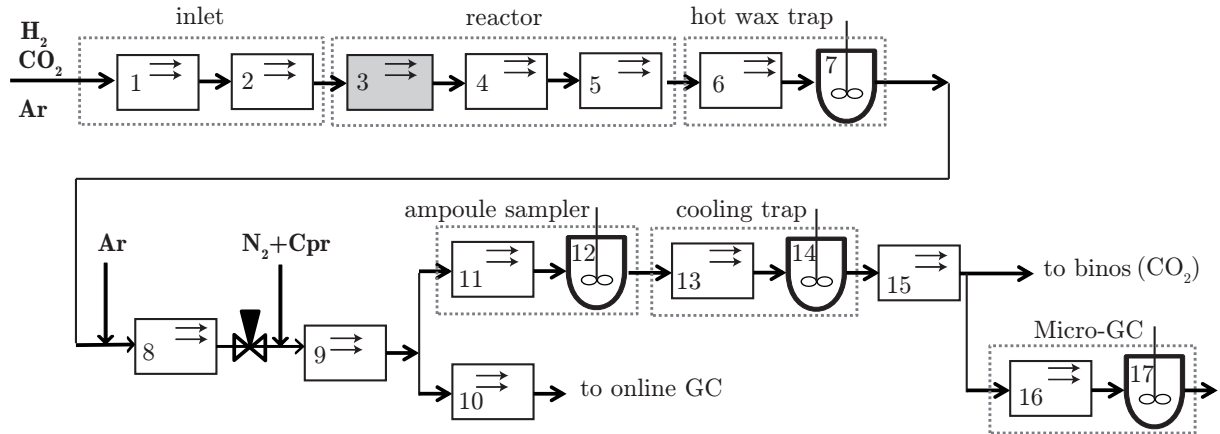 inlet
reactor
hot wax trap
H2
CO2
Ar
1
2
3
4
5
6
7
ampoule sampler
cooling trap
Ar
N2+Cpr
8
9
11
12
13
14
15
to binos (CO2)
10
to online GC
Micro-GC
16
17